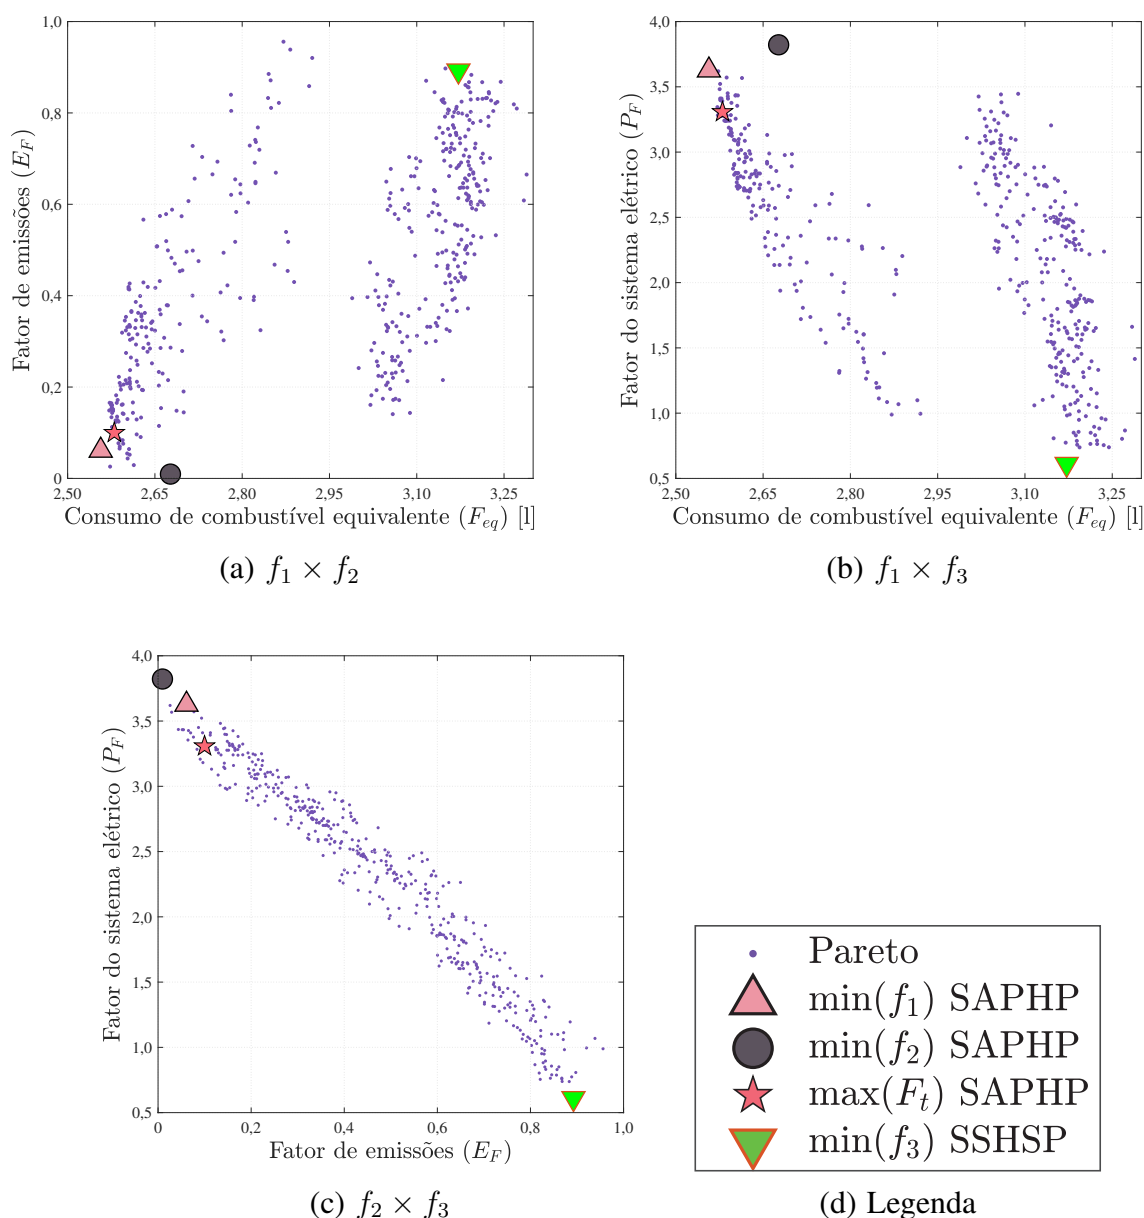 1,0
0,8
0,6
0,4
0,2
0
Fator de emissões (E_F)
2,50 2,65 2,80 2,95 3,10 3,25
Consumo de combustível equivalente (F_eq) [l]
(a) f_1 × f_2
4,0
3,5
3,0
2,5
2,0
1,5
1,0
0,5
Fator do sistema elétrico (P_F)
2,50 2,65 2,80 2,95 3,10 3,25
Consumo de combustível equivalente (F_eq) [l]
(b) f_1 × f_3
4,0
3,5
3,0
2,5
2,0
1,5
1,0
0,5
Fator do sistema elétrico (P_F)
0 0,2 0,4 0,6 0,8 1,0
Fator de emissões (E_F)
(c) f_2 × f_3
Pareto
min(f_1) SAPHP
min(f_2) SAPHP
max(F_t) SAPHP
min(f_3) SSHSP
(d) Legenda